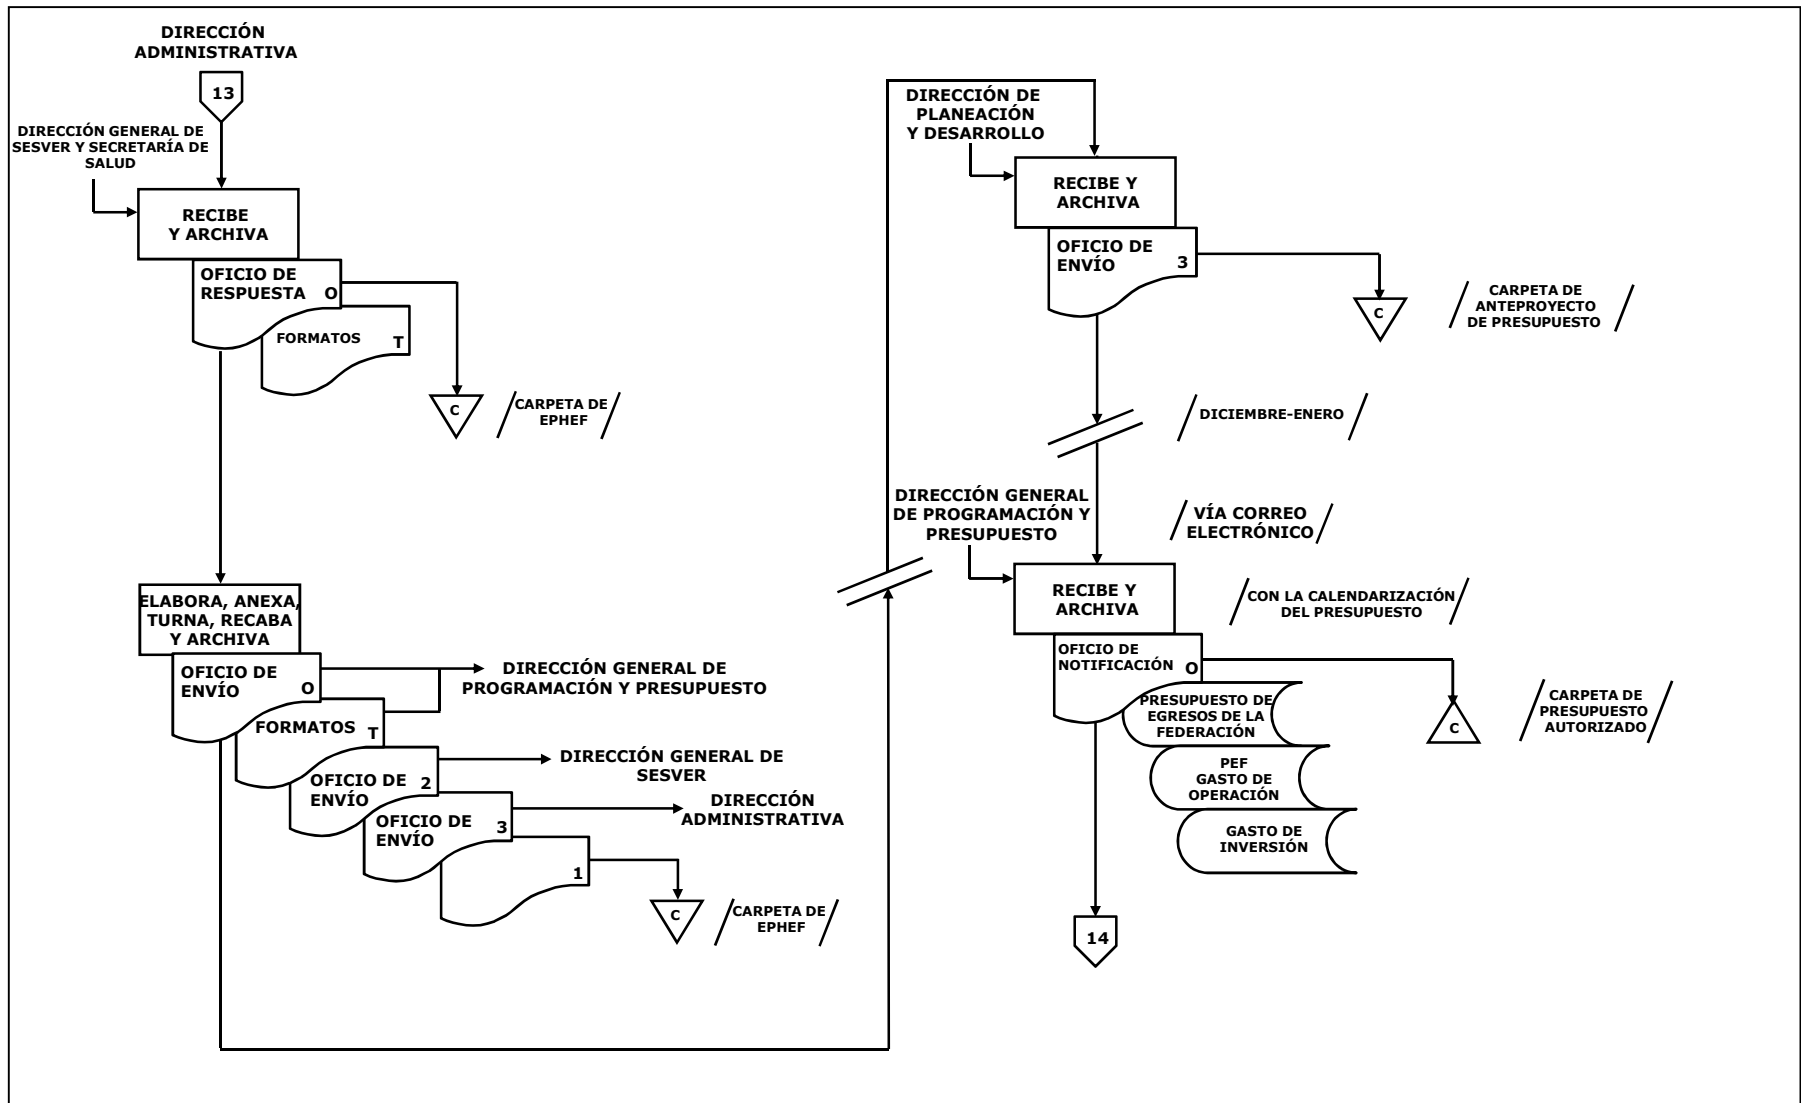 DIRECCIÓN
ADMINISTRATIVA
13
DIRECCIÓN GENERAL DE
SESVER Y SECRETARÍA DE
SALUD
RECIBE
Y ARCHIVA
OFICIO DE
RESPUESTA O
FORMATOS T
C
CARPETA DE
EPHEF
ELABORA, ANEXA,
TURNA, RECABA
Y ARCHIVA
OFICIO DE
ENVÍO O
DIRECCIÓN GENERAL DE
PROGRAMACIÓN Y PRESUPUESTO
FORMATOS T
OFICIO DE
ENVÍO 2
DIRECCIÓN GENERAL DE
SESVER
OFICIO DE
ENVÍO 3
DIRECCIÓN
ADMINISTRATIVA
1
C
CARPETA DE
EPHEF
DIRECCIÓN DE
PLANEACIÓN
Y DESARROLLO
RECIBE Y
ARCHIVA
OFICIO DE
ENVÍO 3
C
CARPETA DE
ANTEPROYECTO
DE PRESUPUESTO
DICIEMBRE-ENERO
DIRECCIÓN GENERAL
DE PROGRAMACIÓN Y
PRESUPUESTO
VÍA CORREO
ELECTRÓNICO
RECIBE Y
ARCHIVA
CON LA CALENDARIZACIÓN
DEL PRESUPUESTO
OFICIO DE
NOTIFICACIÓN O
PRESUPUESTO DE
EGRESOS DE LA
FEDERACIÓN
C
CARPETA DE
PRESUPUESTO
AUTORIZADO
PEF
GASTO DE
OPERACIÓN
GASTO DE
INVERSIÓN
14